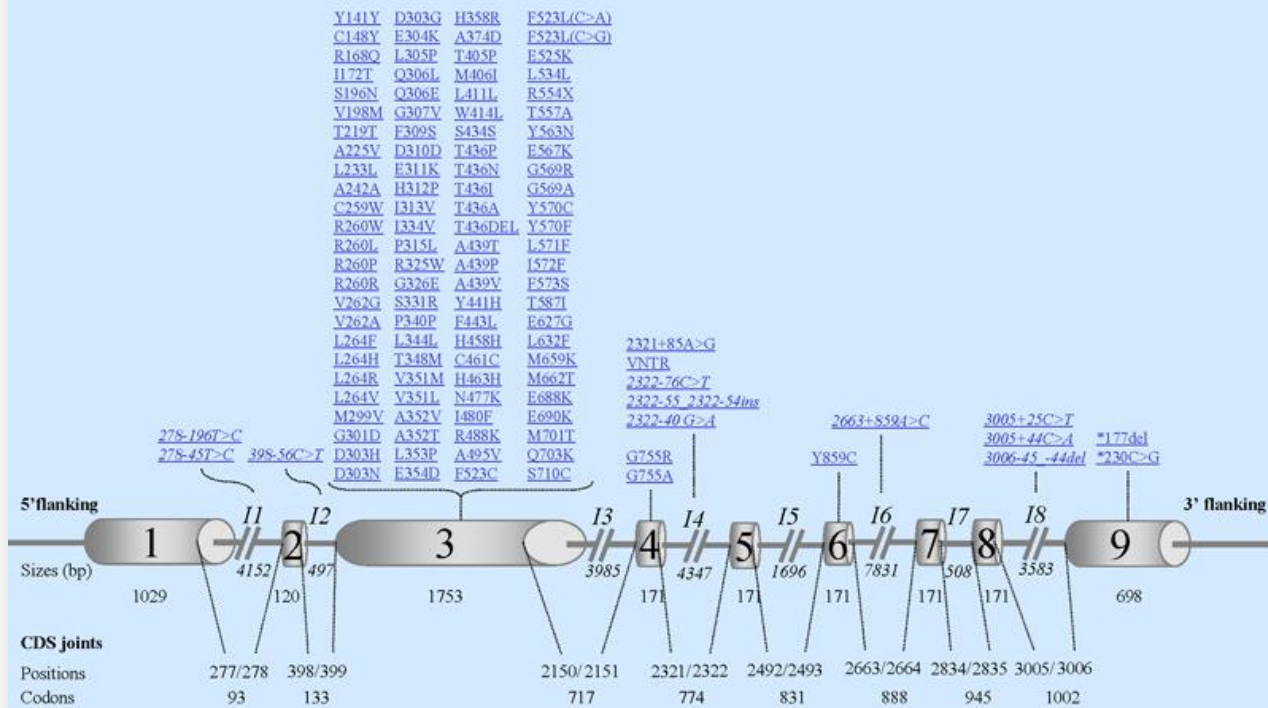 Y141Y D303G H358R F523L(C>A)
C148Y E304K A374D F523L(C>G)
R168Q L305P T405P E525K
I172T Q306L M406I L534L
S196N Q306E L411L R554X
V198M G307V W414L T557A
T219T F309S S434S Y563N
A225V D310D T436P E567K
L233L E311K T436N G569R
A242A H312P T436I G569A
C259W I313V T436A Y570C
R260W I334V T436DEL Y570F
R260L P315L A439T L571F
R260P R325W A439P I572F
R260R G326E A439V F573S
V262G S331R Y441H T587I
V262A P340P F443L E627G
L264F L344L H458H L632F
L264H T348M C461C M659K
L264R V351M H463H M662T
L264V V351L N477K E688K
M299V A352V I480F E690K
G301D A352T R488K M701T
D303H L353P A495V Q703K
D303N E354D F523C S710C
2321+85A>G
VNTR
2322-76C>T
2322-55_2322-54ins
2322-40 G>A
G755R
G755A
278-196T>C
278-45T>C
398-56C>T
2663+859A>C
Y859C
3005+25C>T
3005+44C>A
3006-45_-44del
*177del
*230C>G
5'flanking I1 I2 I3 I4 I5 I6 I7 I8 3' flanking
1 2 3 4 5 6 7 8 9
Sizes (bp) 4152 497 3985 4347 1696 7831 508 3583
1029 120 1753 171 171 171 171 171 698
CDS joints
Positions 277/278 398/399 2150/2151 2321/2322 2492/2493 2663/2664 2834/2835 3005/3006
Codons 93 133 717 774 831 888 945 1002